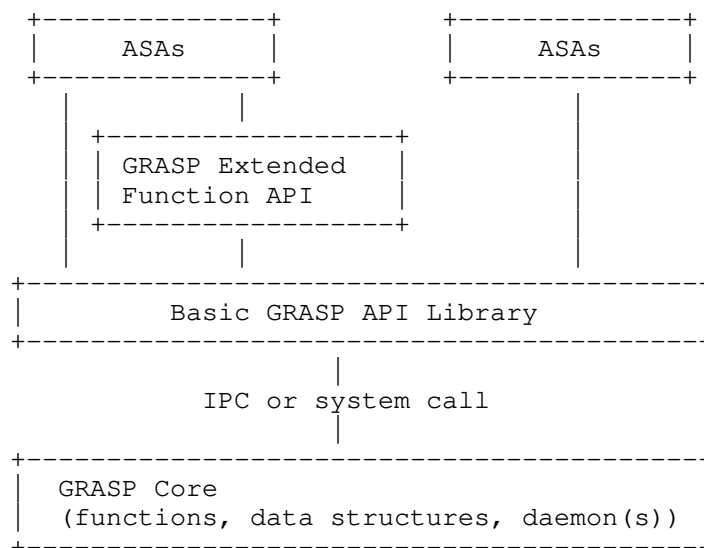 ASAs ASAs
GRASP Extended
Function API
Basic GRASP API Library
IPC or system call
GRASP Core
(functions, data structures, daemon(s))